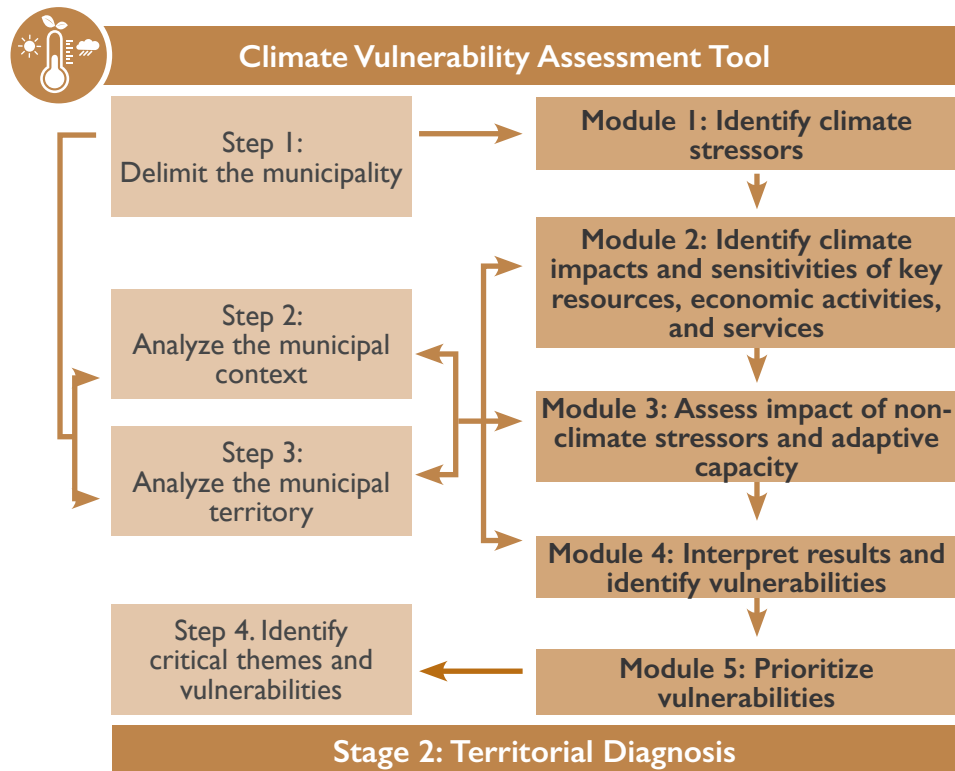 Climate Vulnerability Assessment Tool
Step 1:
Delimit the municipality
Module 1: Identify climate
stressors
Module 2: Identify climate
impacts and sensitivities of key
resources, economic activities,
and services
Step 2:
Analyze the municipal
context
Module 3: Assess impact of non-
climate stressors and adaptive
capacity
Step 3:
Analyze the municipal
territory
Module 4: Interpret results and
identify vulnerabilities
Step 4. Identify
critical themes and
vulnerabilities
Module 5: Prioritize
vulnerabilities
Stage 2: Territorial Diagnosis